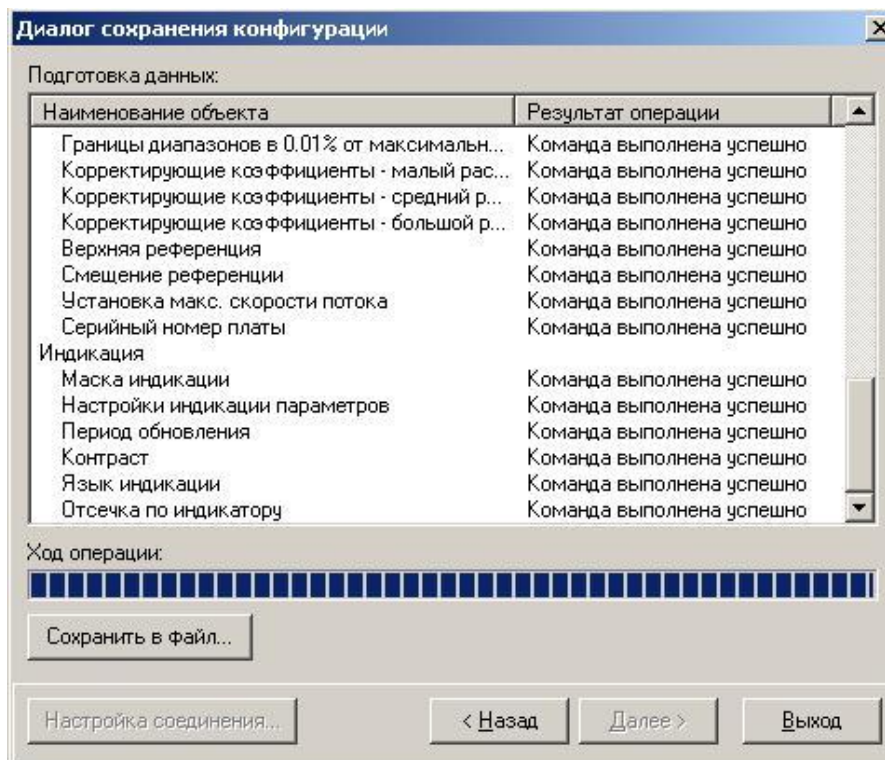 Диалог сохранения конфигурации
Подготовка данных:
Наименование объекта Результат операции
Границы диапазонов в 0.01% от максимальн... Команда выполнена успешно
Корректирующие коэффициенты - малый рас... Команда выполнена успешно
Корректирующие коэффициенты - средний р... Команда выполнена успешно
Корректирующие коэффициенты - большой р... Команда выполнена успешно
Верхняя референция Команда выполнена успешно
Смещение референции Команда выполнена успешно
Установка макс. скорости потока Команда выполнена успешно
Серийный номер платы Команда выполнена успешно
Индикация
Маска индикации Команда выполнена успешно
Настройки индикации параметров Команда выполнена успешно
Период обновления Команда выполнена успешно
Контраст Команда выполнена успешно
Язык индикации Команда выполнена успешно
Отсечка по индикатору Команда выполнена успешно
Ход операции:
Сохранить в файл...
Настройка соединения... < Назад Далее > Выход